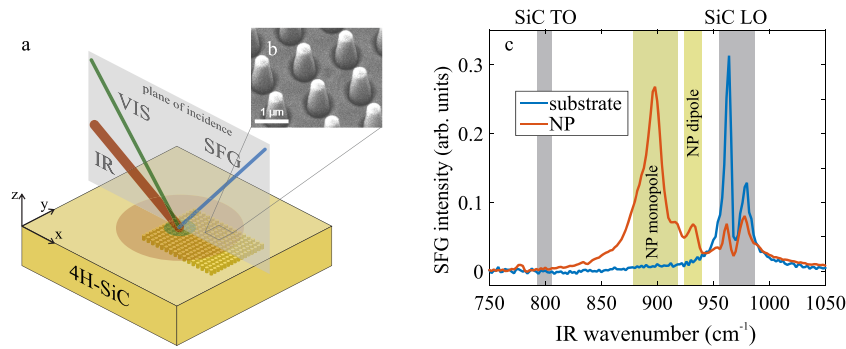 a
b
1 μm
plane of incidence
VIS
SFG
IR
z
y
x
4H-SiC
SiC TO
SiC LO
c
substrate
NP
NP monopole
NP dipole
SFG intensity (arb. units)
0.3
0.2
0.1
0
750
800
850
900
950
1000
1050
IR wavenumber (cm⁻¹)